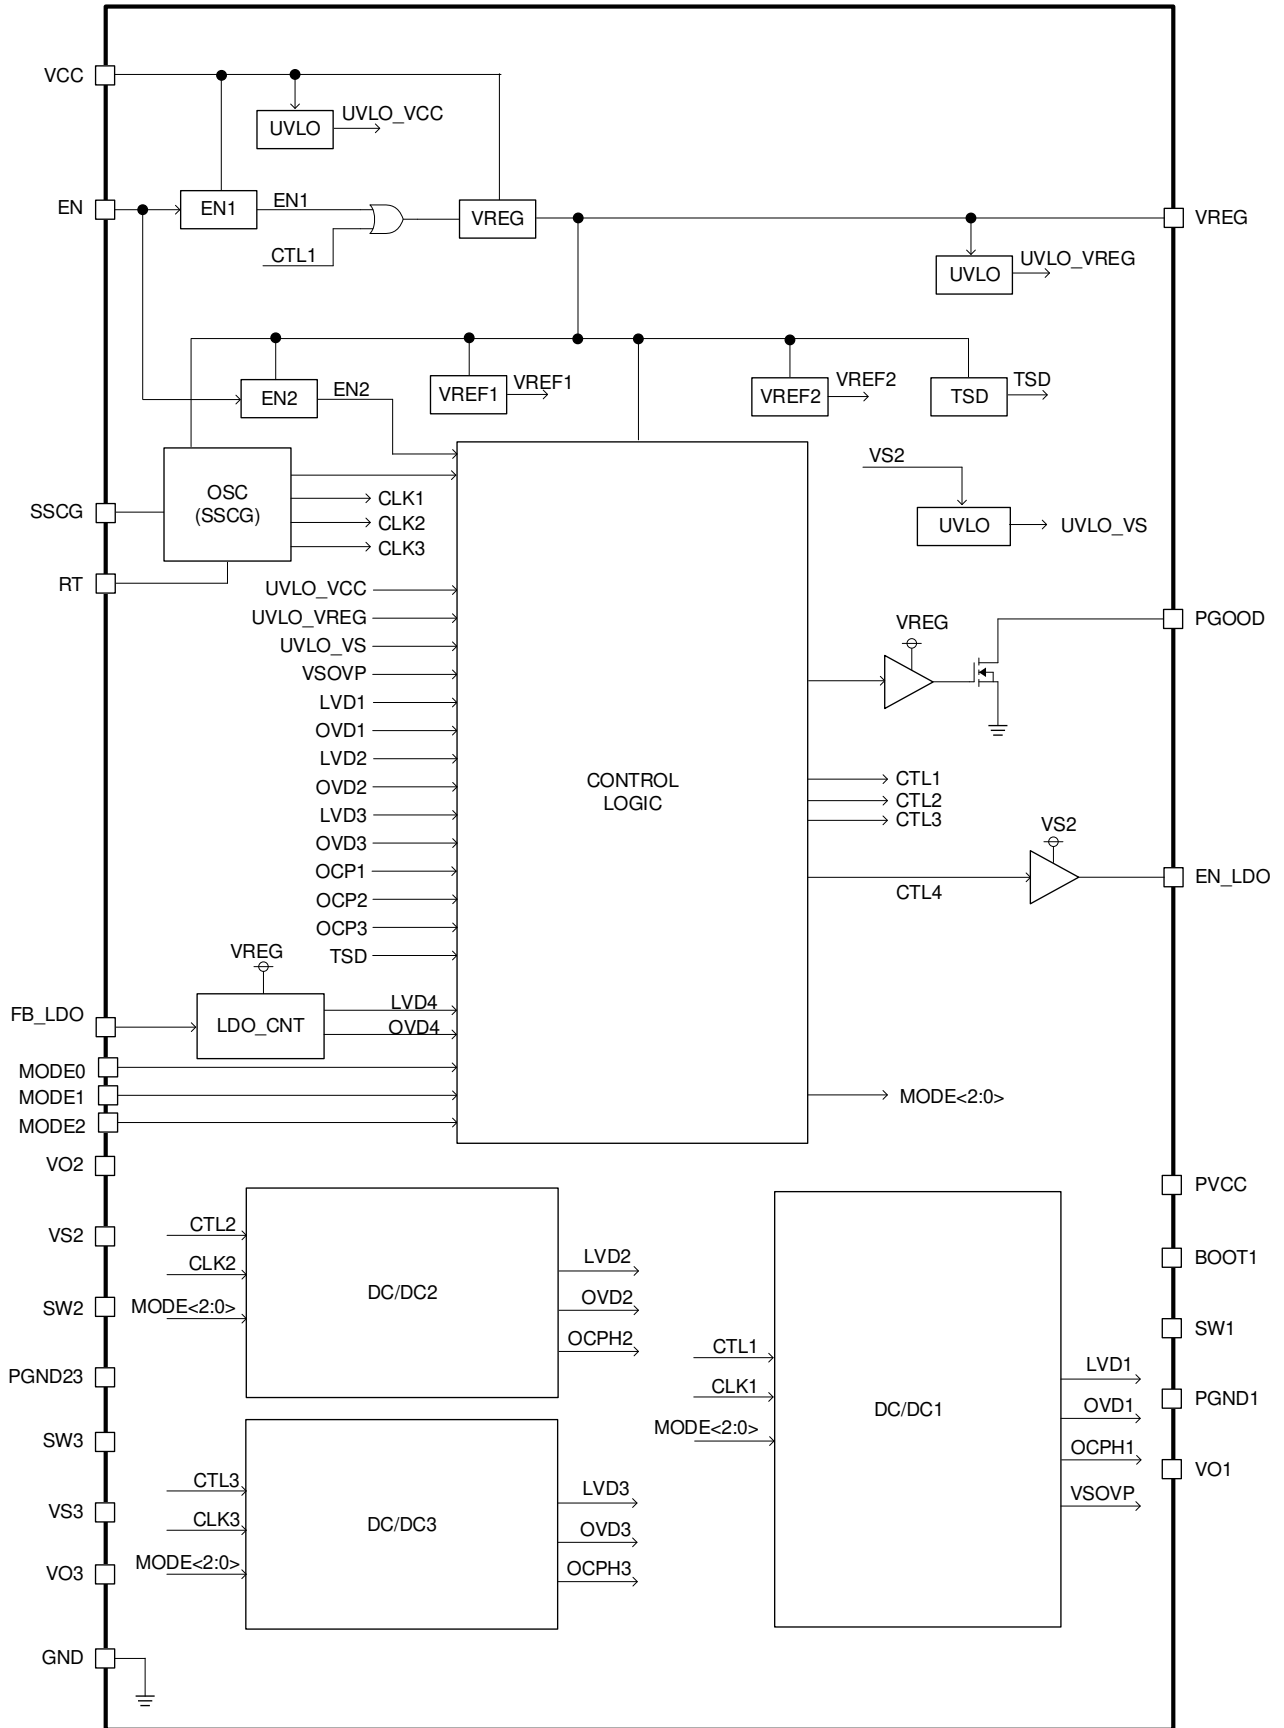 VCC
UVLO
UVLO_VCC
EN
EN1
EN1
VREG
VREG
CTL1
UVLO
UVLO_VREG
EN2
EN2
VREF1
VREF1
VREF2
VREF2
TSD
TSD
SSCG
OSC
(SSCG)
CLK1
CLK2
CLK3
RT
VS2
UVLO
UVLO_VS
UVLO_VCC
UVLO_VREG
UVLO_VS
VSOVP
LVD1
OVD1
LVD2
OVD2
LVD3
OVD3
OCP1
OCP2
OCP3
TSD
CONTROL
LOGIC
VREG
PGOOD
CTL1
CTL2
CTL3
VS2
CTL4
EN_LDO
VREG
FB_LDO
LDO_CNT
LVD4
OVD4
MODE0
MODE1
MODE2
MODE<2:0>
VO2
VS2
SW2
PGND23
SW3
VS3
VO3
GND
CTL2
CLK2
MODE<2:0>
DC/DC2
LVD2
OVD2
OCPH2
CTL3
CLK3
MODE<2:0>
DC/DC3
LVD3
OVD3
OCPH3
CTL1
CLK1
MODE<2:0>
DC/DC1
LVD1
OVD1
OCPH1
VSOVP
PVCC
BOOT1
SW1
PGND1
VO1